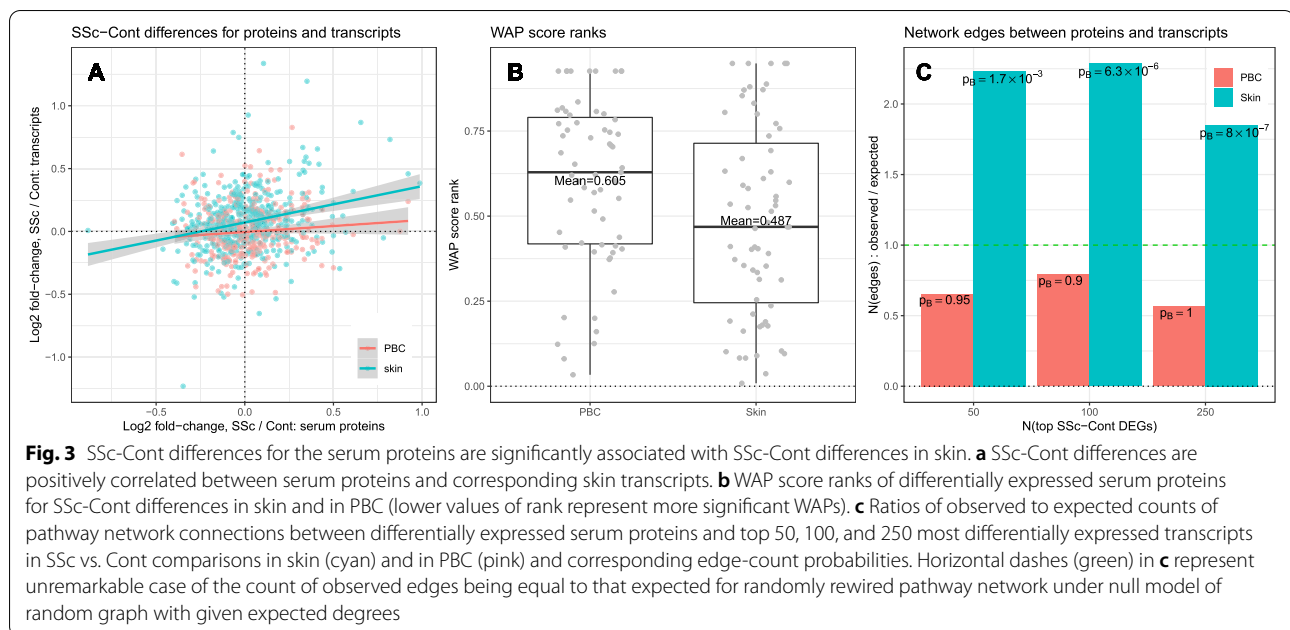 SSc-Cont differences for proteins and transcripts
A
Log2 fold−change, SSc / Cont: transcripts
1.0
0.5
0.0
−0.5
−1.0
PBC
skin
−0.5
0.0
0.5
1.0
Log2 fold−change, SSc / Cont: serum proteins
WAP score ranks
B
WAP score rank
0.75
0.50
0.25
0.00
Mean=0.605
Mean=0.487
PBC
Skin
Network edges between proteins and transcripts
C
N(edges) : observed / expected
2.0
1.5
1.0
0.5
0.0
pB = 1.7 × 10−3
pB = 6.3 × 10−6
pB = 8 × 10−7
PBC
Skin
pB = 0.95
pB = 0.9
pB = 1
50
100
250
N(top SSc-Cont DEGs)
Fig. 3 SSc-Cont differences for the serum proteins are significantly associated with SSc-Cont differences in skin. a SSc-Cont differences are
positively correlated between serum proteins and corresponding skin transcripts. b WAP score ranks of differentially expressed serum proteins
for SSc-Cont differences in skin and in PBC (lower values of rank represent more significant WAPs). c Ratios of observed to expected counts of
pathway network connections between differentially expressed serum proteins and top 50, 100, and 250 most differentially expressed transcripts
in SSc vs. Cont comparisons in skin (cyan) and in PBC (pink) and corresponding edge-count probabilities. Horizontal dashes (green) in c represent
unremarkable case of the count of observed edges being equal to that expected for randomly rewired pathway network under null model of
random graph with given expected degrees